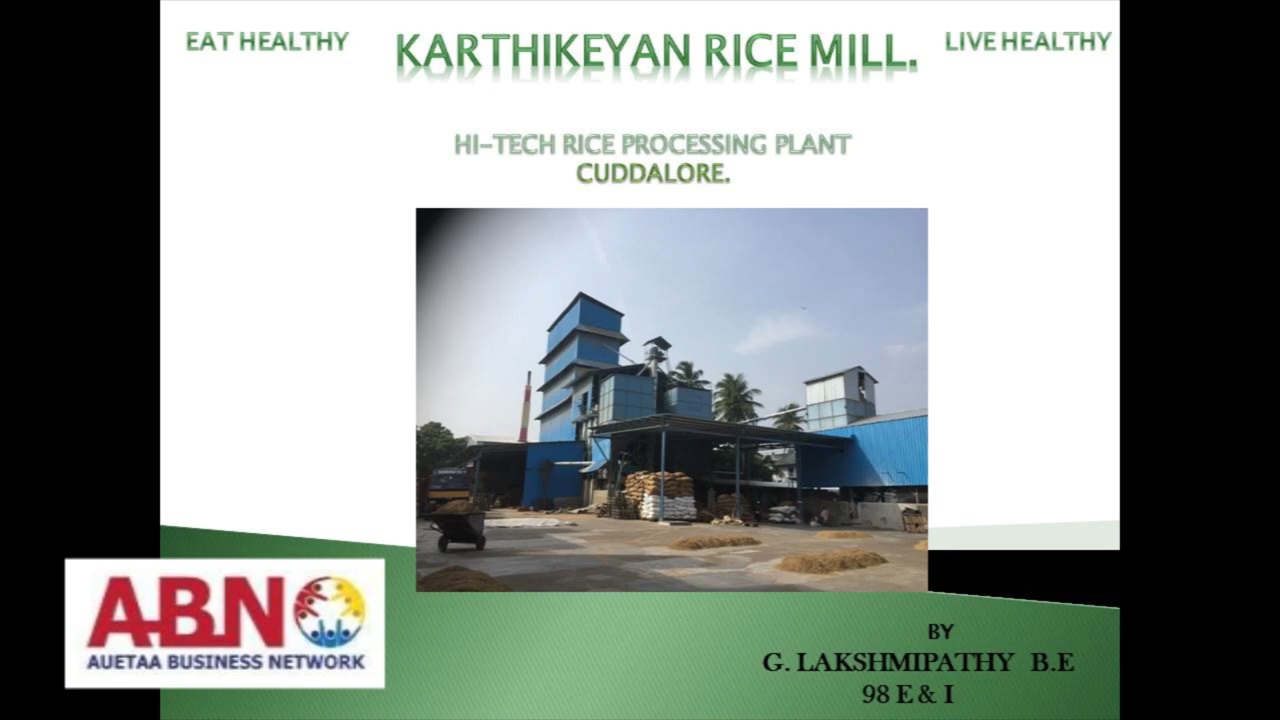 EAT HEALTHY
KARTHIKEYAN RICE MILL.
LIVE HEALTHY
HI-TECH RICE PROCESSING PLANT
CUDDALORE.
ABN
AUETAA BUSINESS NETWORK
BY
G. LAKSHMIPATHY B.E
98 E & I